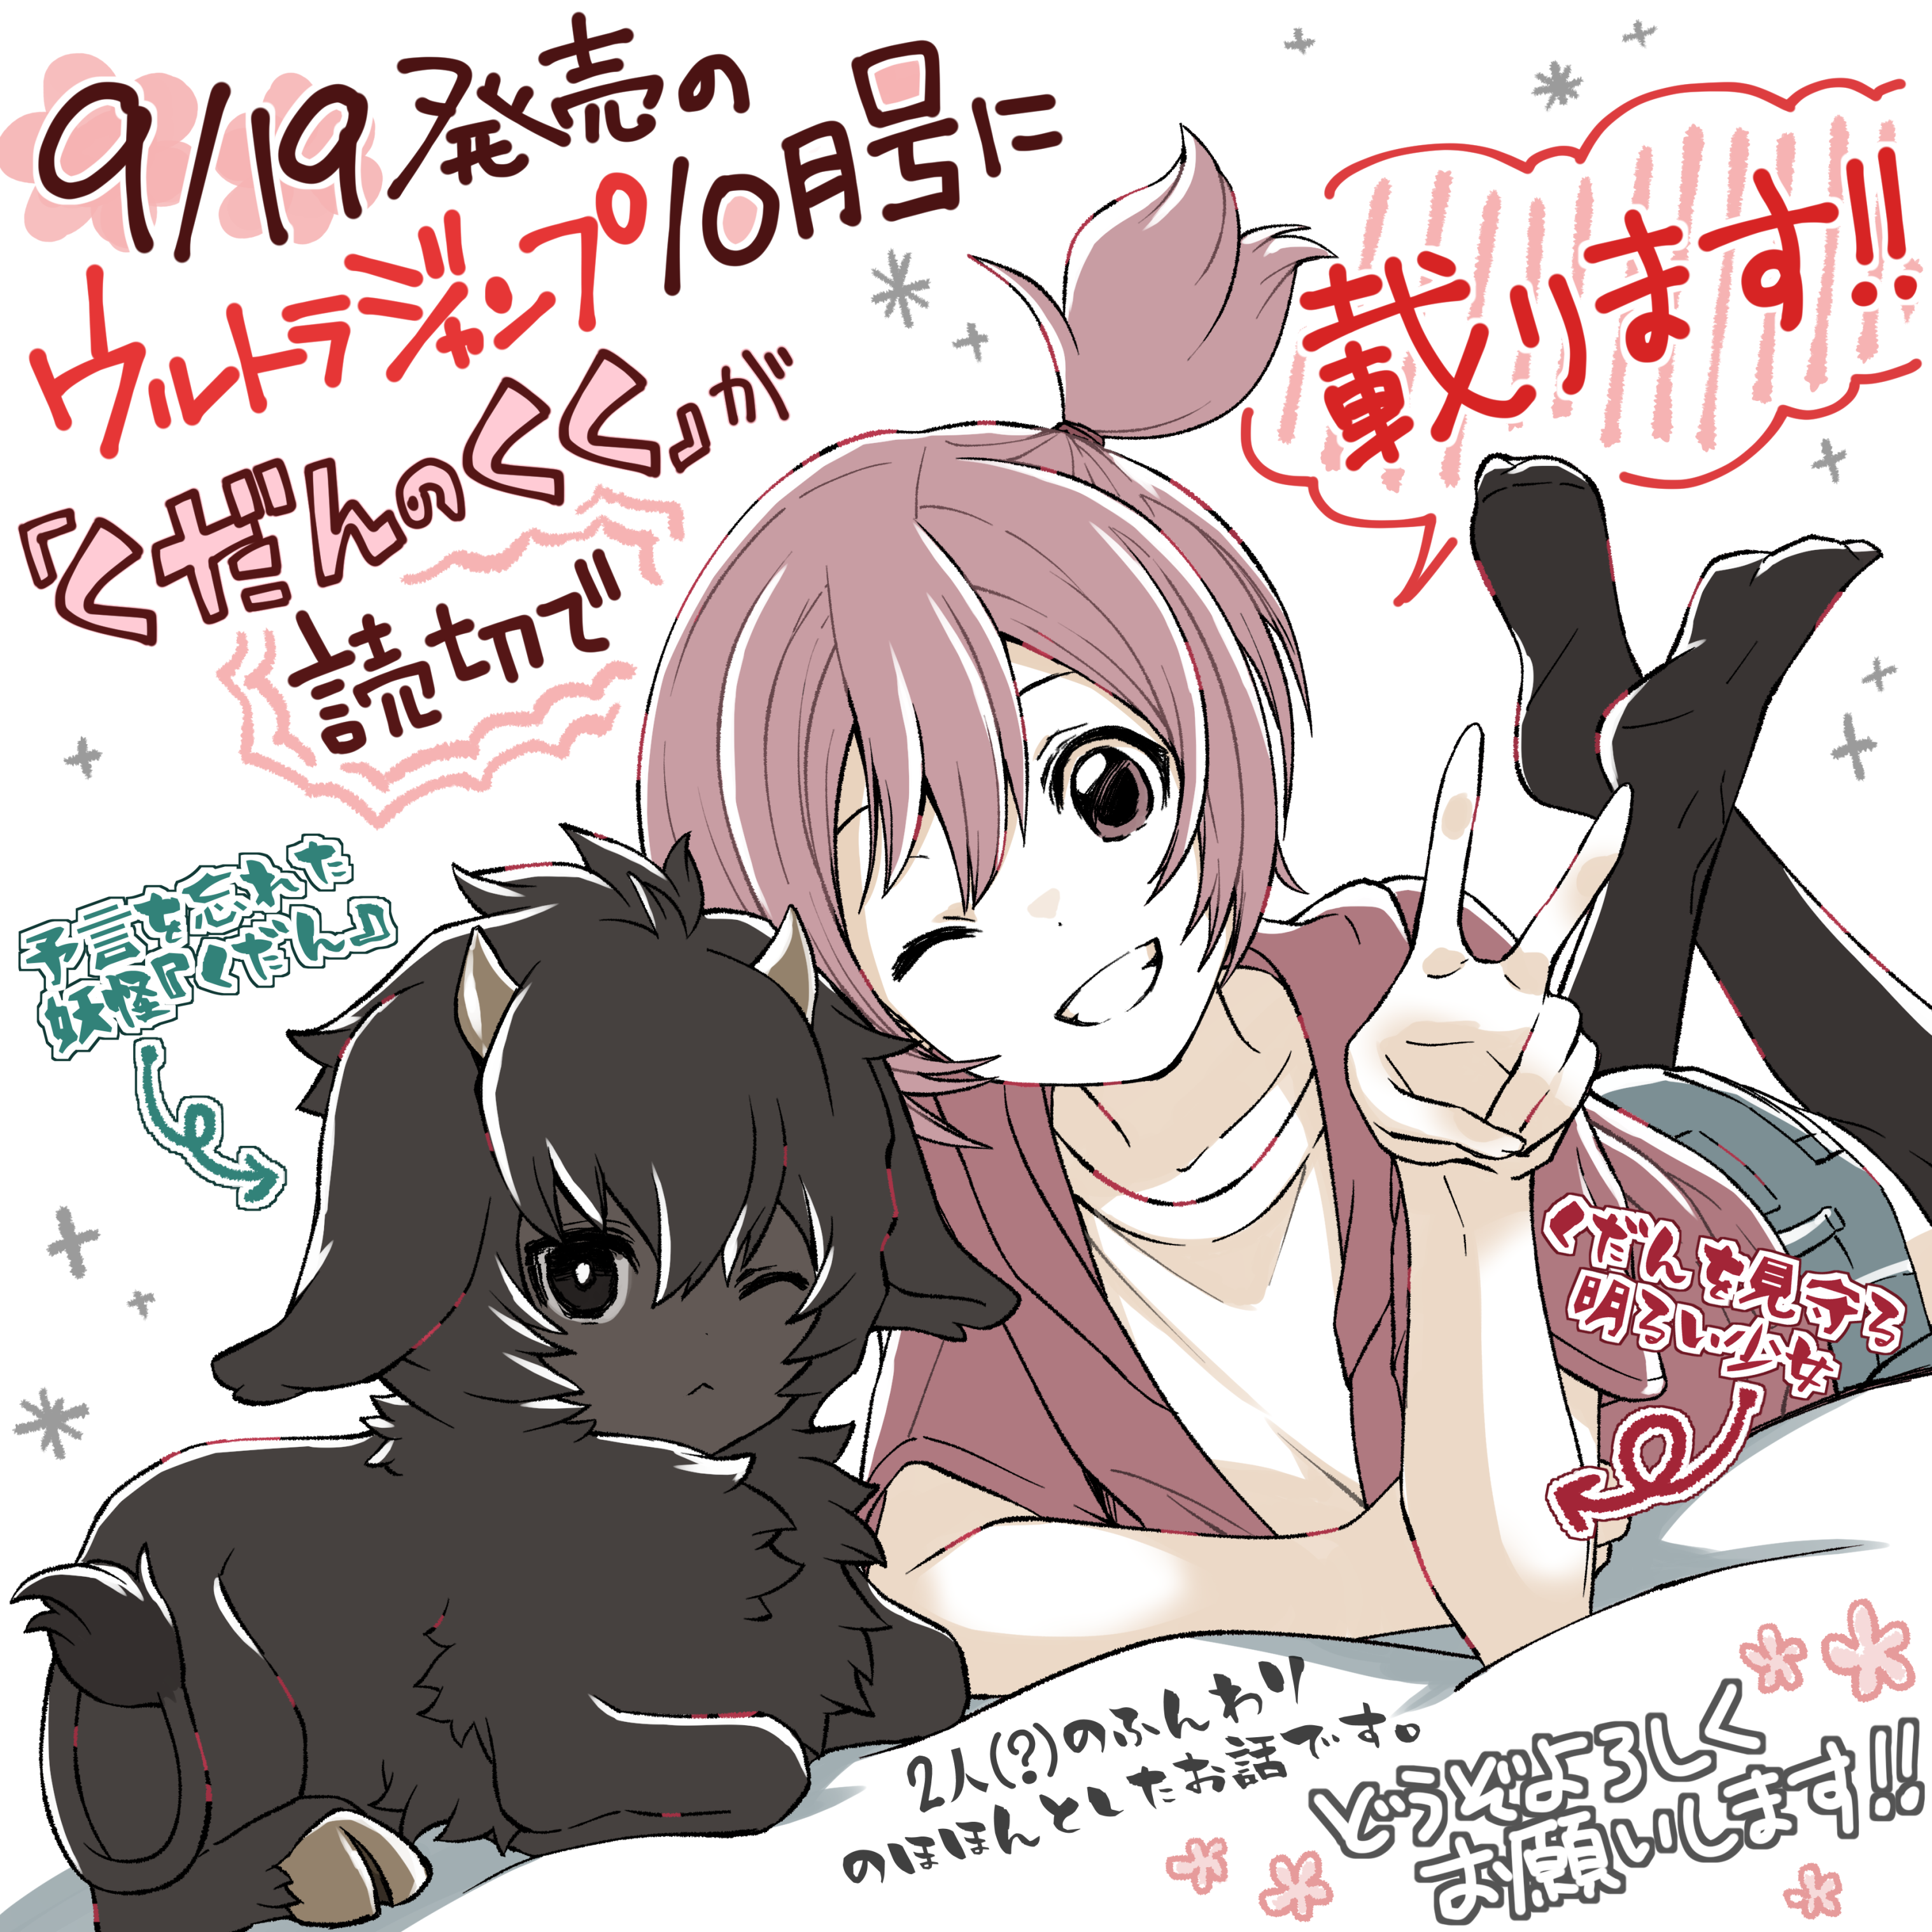 9/19発売の
ウルトラジャンプ10月号に
『くだんのくく』が
読切で
載ります!!
予言を忘れた
妖怪『くだん』
くだんを見守る
明るい少女
2人(?)のふんわり
のほほんとしたお話です。
どうぞよろしく
お願いします!!